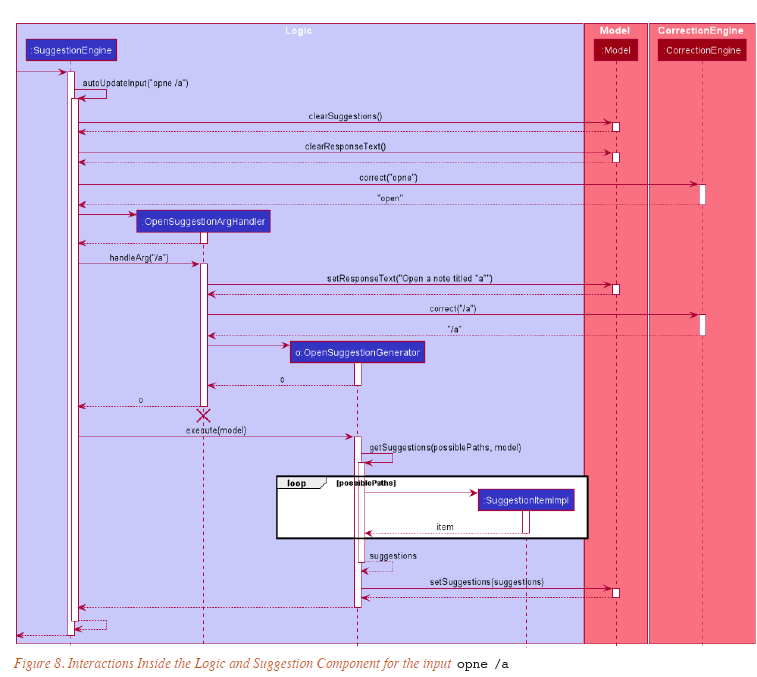 Logic Model CorrectionEngine
:SuggestionEngine :Model :CorrectionEngine
autoUpdateInput("opne /a")
clearSuggestions()
clearResponseText()
correct("opne")
"open"
:OpenSuggestionArgHandler
handleArg("/a")
setResponseText("Open a note titled "a"")
correct("/a")
"/a"
o:OpenSuggestionGenerator
o
o
execute(model)
getSuggestions(possiblePaths, model)
loop [possiblePaths]
:SuggestionItemImpl
item
suggestions
setSuggestions(suggestions)
Figure 8. Interactions Inside the Logic and Suggestion Component for the input opne /a